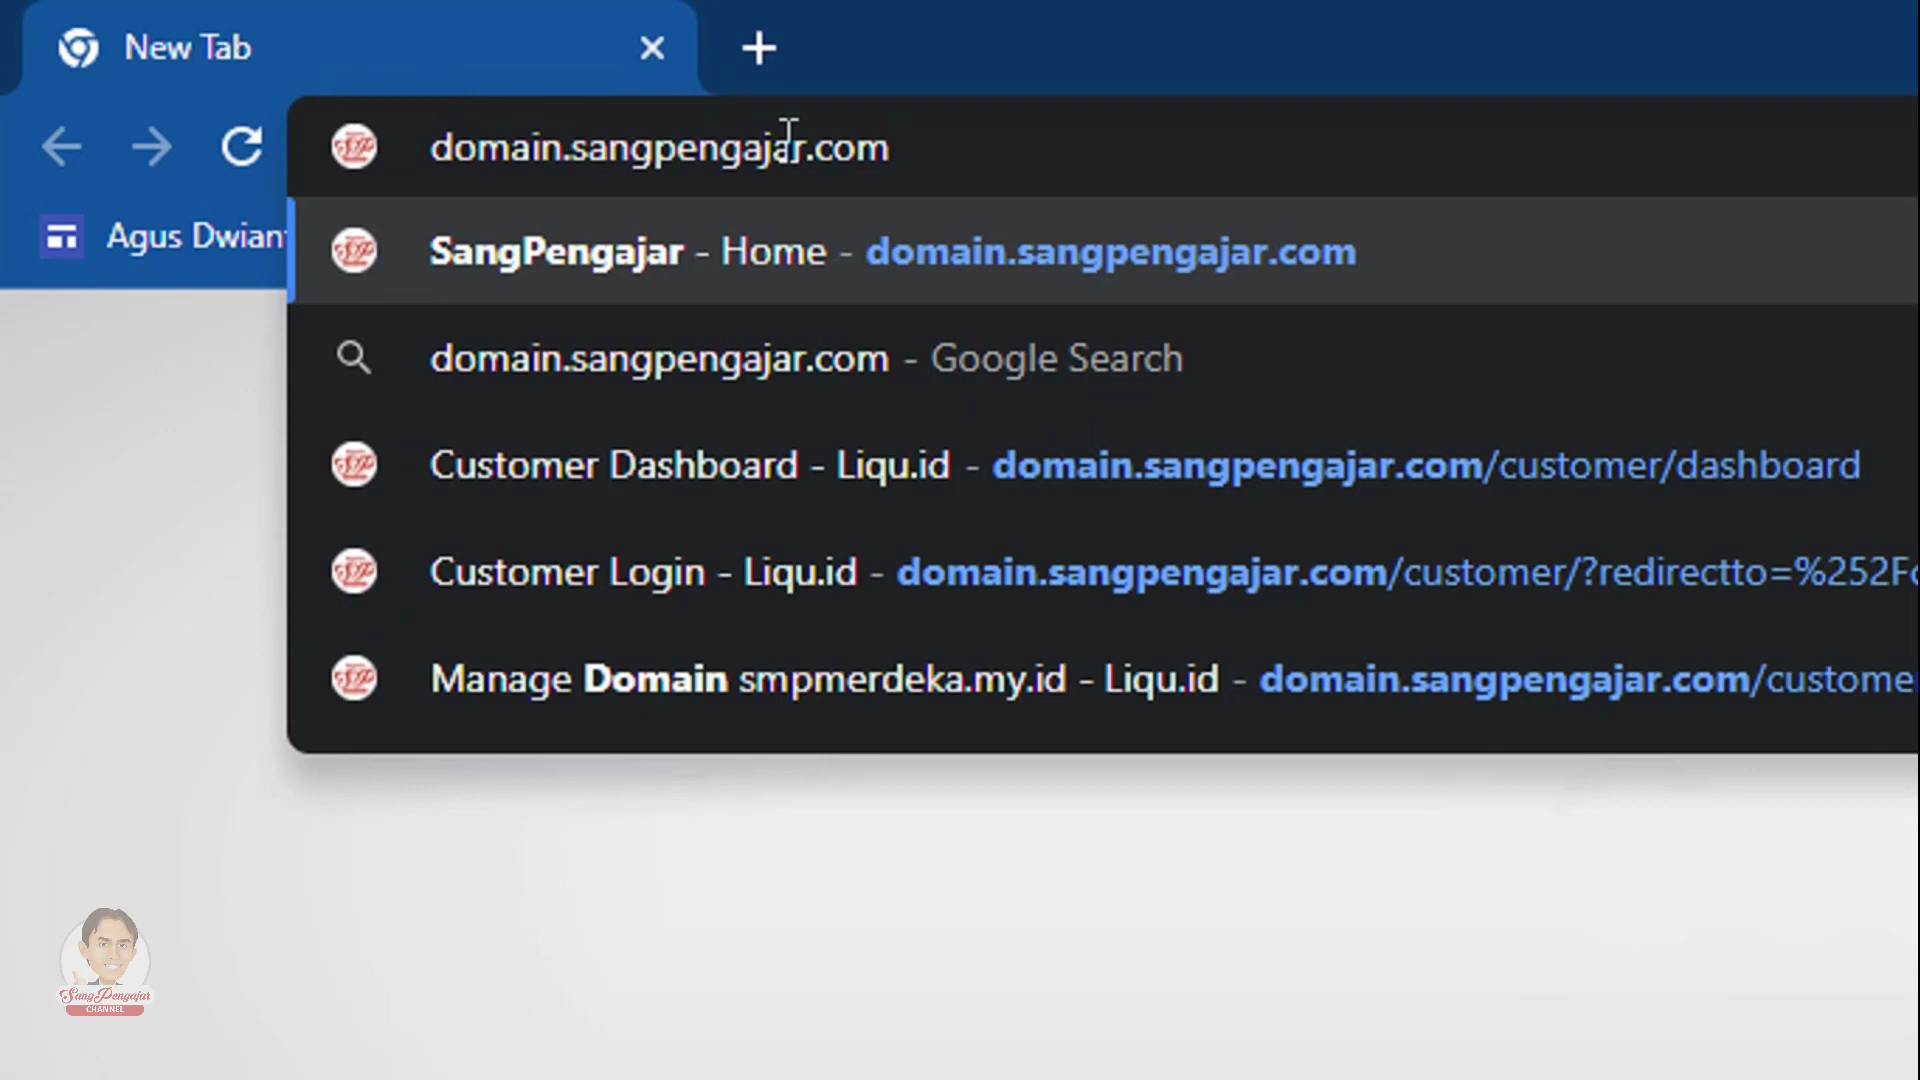 New Tab
domain.sangpengajar.com
Agus Dwian
SangPengajar - Home - domain.sangpengajar.com
domain.sangpengajar.com - Google Search
Customer Dashboard - Liqu.id - domain.sangpengajar.com/customer/dashboard
Customer Login - Liqu.id - domain.sangpengajar.com/customer/?redirectto=%252F
Manage Domain smpmerdeka.my.id - Liqu.id - domain.sangpengajar.com/custome
SangPengajar
CHANNEL